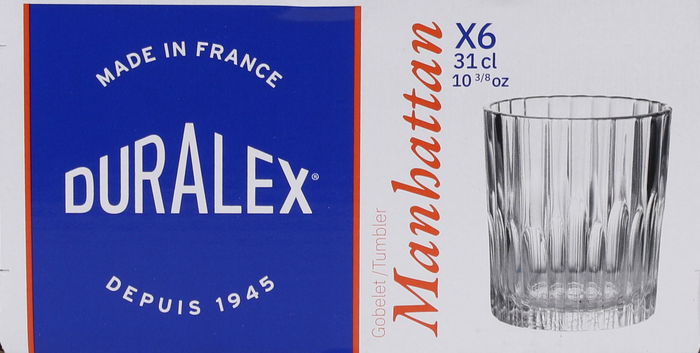 MADE IN FRANCE
DURALEX®
DEPUIS 1945
Gobelet/Tumbler
Manhattan
X6
31 cl
10 3/8 oz